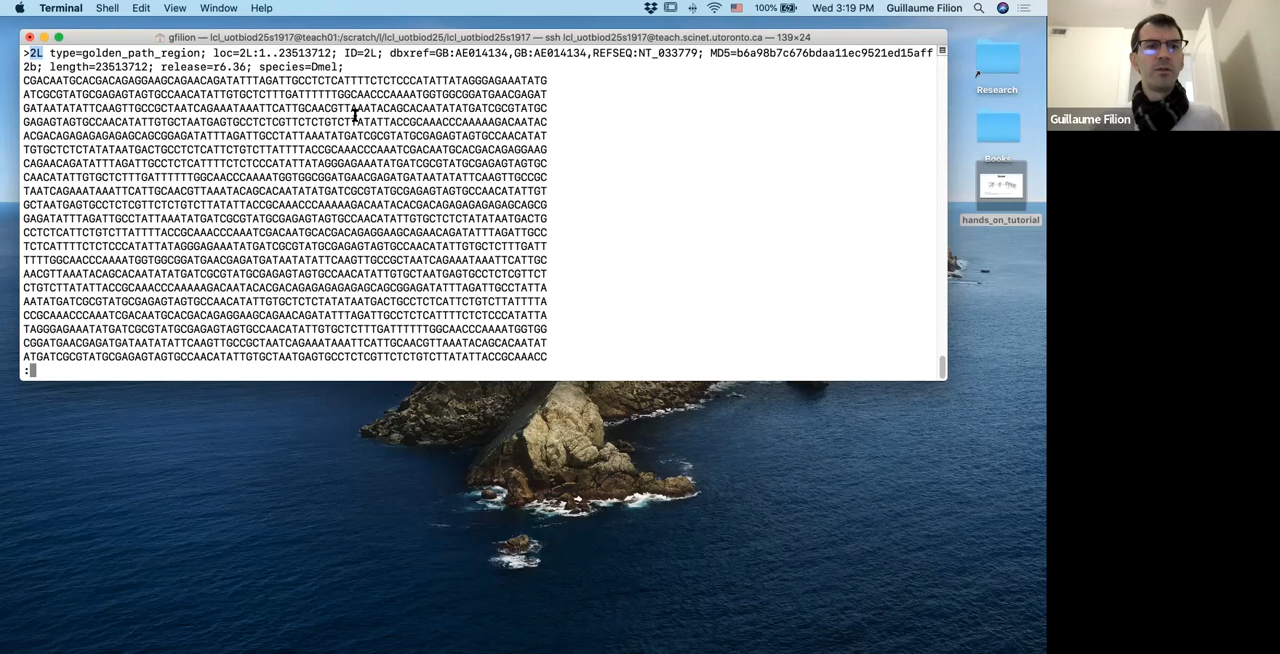 Terminal Shell Edit View Window Help 100% Wed 3:19 PM Guillaume Filion
gfilion — lcl_uotbiod25s1917@teach01:/scratch/l/lcl_uotbiod25/lcl_uotbiod25s1917 — ssh lcl_uotbiod25s1917@teach.scinet.utoronto.ca — 139×24
>2L type=golden_path_region; loc=2L:1..23513712; ID=2L; dbxref=GB:AE014134,GB:AE014134,REFSEQ:NT_033779; MD5=b6a98b7c676bdaa11ec9521ed15aff
2b; length=23513712; release=r6.36; species=Dmel;
CGACAATGCACGACAGAGGAAGCAGAACAGATATTTAGATTGCCTCTCATTTTCTCTCCCATATTATAGGGAGAAATATG
ATCGCGTATGCGAGAGTAGTGCCAACATATTGTGCTCTTTGATTTTTTGGCAACCCAAAATGGTGGCGGATGAACGAGAT
GATAATATATTCAAGTTGCCGCTAATCAGAAATAAATTCATTGCAACGTTAAATACAGCACAATATATGATCGCGTATGC
GAGAGTAGTGCCAACATATTGTGCTAATGAGTGCCTCTCGTTCTCTGTCTTATATTACCGCAAACCCAAAAAGACAATAC
ACGACAGAGAGAGAGAGCAGCGGAGATATTTAGATTGCCTATTAAATATGATCGCGTATGCGAGAGTAGTGCCAACATAT
TGTGCTCTCTATATAATGACTGCCTCTCATTCTGTCTTATTTTACCGCAAACCCAAATCGACAATGCACGACAGAGGAAG
CAGAACAGATATTTAGATTGCCTCTCATTTTCTCTCCCATATTATAGGGAGAAATATGATCGCGTATGCGAGAGTAGTGC
CAACATATTGTGCTCTTTGATTTTTTGGCAACCCAAAATGGTGGCGGATGAACGAGATGATAATATATTCAAGTTGCCGC
TAATCAGAAATAAATTCATTGCAACGTTAAATACAGCACAATATATGATCGCGTATGCGAGAGTAGTGCCAACATATTGT
GCTAATGAGTGCCTCTCGTTCTCTGTCTTATATTACCGCAAACCCAAAAAGACAATACACGACAGAGAGAGAGAGCAGCG
GAGATATTTAGATTGCCTATTAAATATGATCGCGTATGCGAGAGTAGTGCCAACATATTGTGCTCTCTATATAATGACTG
CCTCTCATTCTGTCTTATTTTACCGCAAACCCAAATCGACAATGCACGACAGAGGAAGCAGAACAGATATTTAGATTGCC
TCTCATTTTCTCTCCCATATTATAGGGAGAAATATGATCGCGTATGCGAGAGTAGTGCCAACATATTGTGCTCTTTGATT
TTTTGGCAACCCAAAATGGTGGCGGATGAACGAGATGATAATATATTCAAGTTGCCGCTAATCAGAAATAAATTCATTGC
AACGTTAAATACAGCACAATATATGATCGCGTATGCGAGAGTAGTGCCAACATATTGTGCTAATGAGTGCCTCTCGTTCT
CTGTCTTATATTACCGCAAACCCAAAAAGACAATACACGACAGAGAGAGAGAGCAGCGGAGATATTTAGATTGCCTATTA
AATATGATCGCGTATGCGAGAGTAGTGCCAACATATTGTGCTCTCTATATAATGACTGCCTCTCATTCTGTCTTATTTTA
CCGCAAACCCAAATCGACAATGCACGACAGAGGAAGCAGAACAGATATTTAGATTGCCTCTCATTTTCTCTCCCATATTA
TAGGGAGAAATATGATCGCGTATGCGAGAGTAGTGCCAACATATTGTGCTCTTTGATTTTTTGGCAACCCAAAATGGTGG
CGGATGAACGAGATGATAATATATTCAAGTTGCCGCTAATCAGAAATAAATTCATTGCAACGTTAAATACAGCACAATAT
ATGATCGCGTATGCGAGAGTAGTGCCAACATATTGTGCTAATGAGTGCCTCTCGTTCTCTGTCTTATATTACCGCAAACC
:
Research
Books
hands_on_tutorial
Guillaume Filion